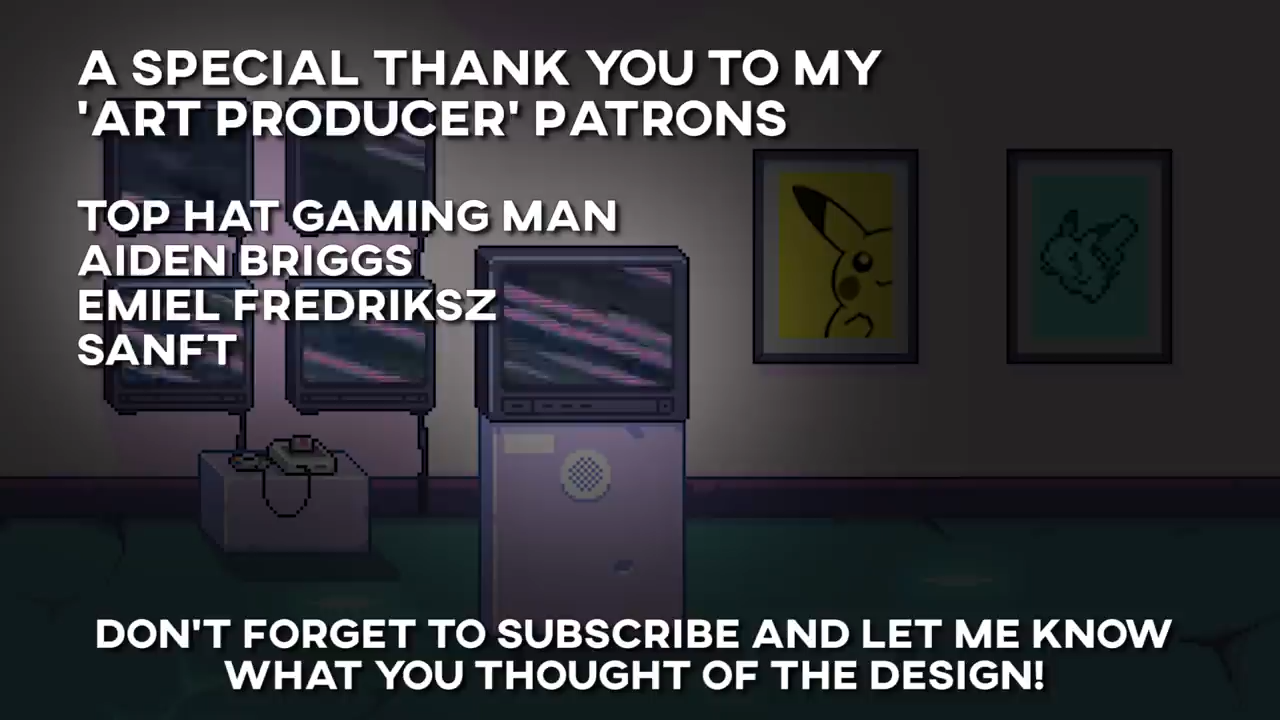 A SPECIAL THANK YOU TO MY
'ART PRODUCER' PATRONS
TOP HAT GAMING MAN
AIDEN BRIGGS
EMIEL FREDRIKSZ
SANFT
DON'T FORGET TO SUBSCRIBE AND LET ME KNOW
WHAT YOU THOUGHT OF THE DESIGN!